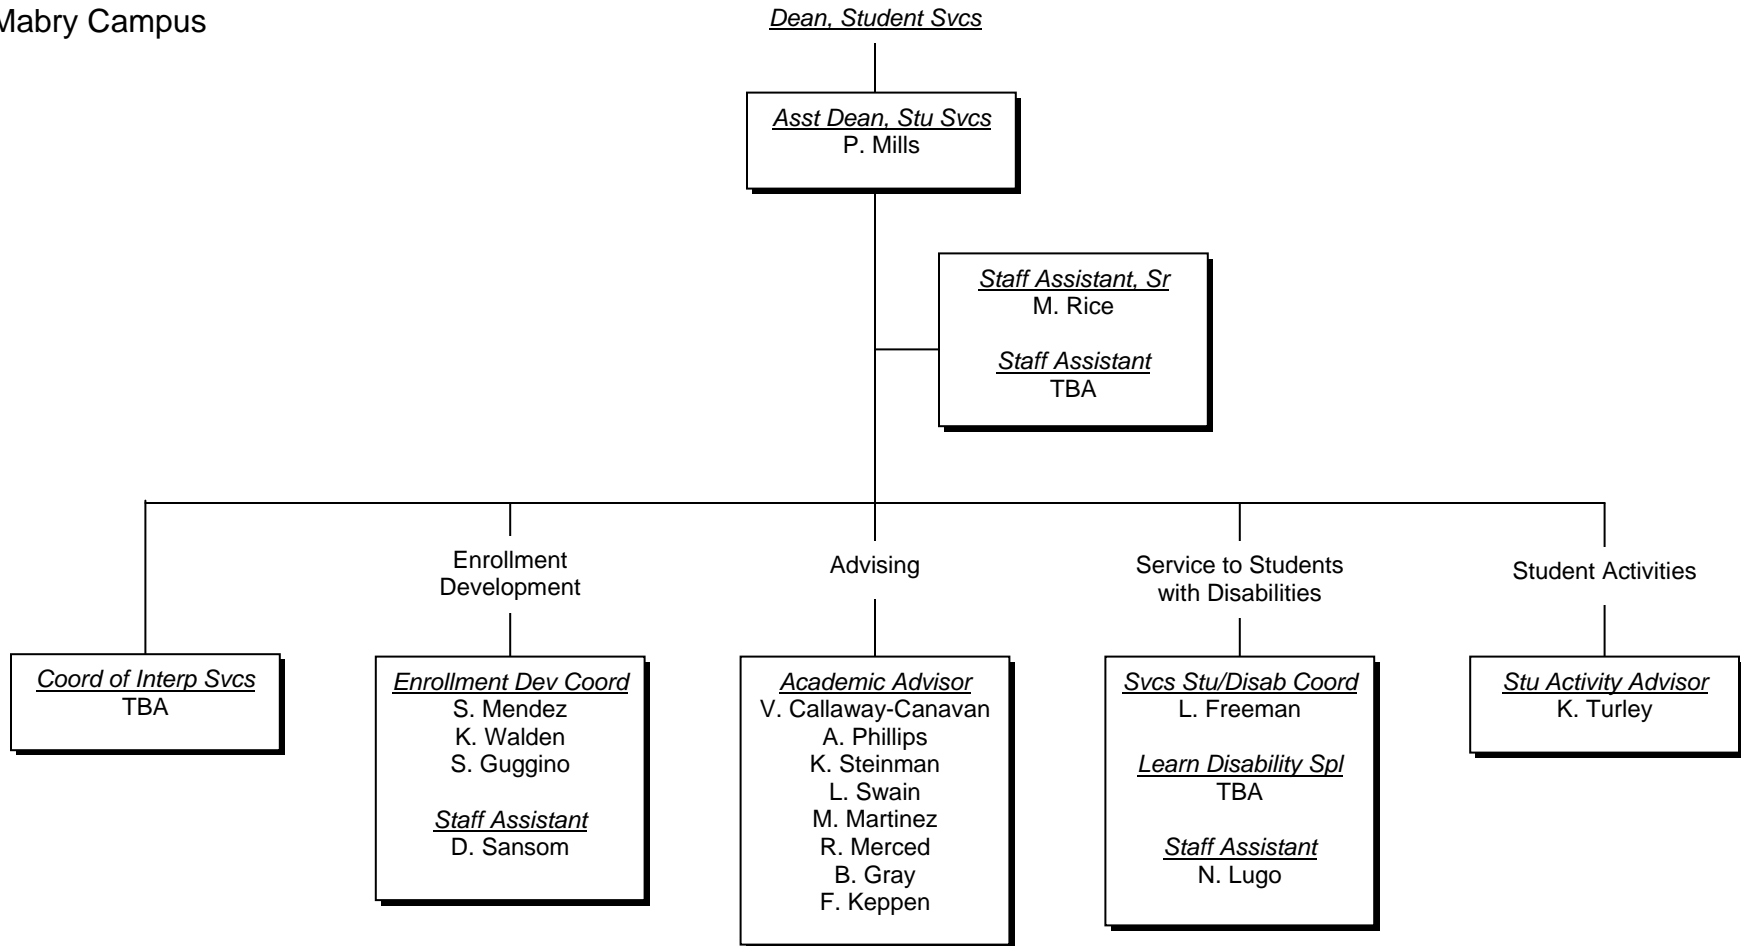 Mabry Campus
Dean, Student Svcs
Asst Dean, Stu Svcs
P. Mills
Staff Assistant, Sr
M. Rice
Staff Assistant
TBA
Enrollment
Development
Advising
Service to Students
with Disabilities
Student Activities
Coord of Interp Svcs
TBA
Enrollment Dev Coord
S. Mendez
K. Walden
S. Guggino
Staff Assistant
D. Sansom
Academic Advisor
V. Callaway-Canavan
A. Phillips
K. Steinman
L. Swain
M. Martinez
R. Merced
B. Gray
F. Keppen
Svcs Stu/Disab Coord
L. Freeman
Learn Disability Spl
TBA
Staff Assistant
N. Lugo
Stu Activity Advisor
K. Turley